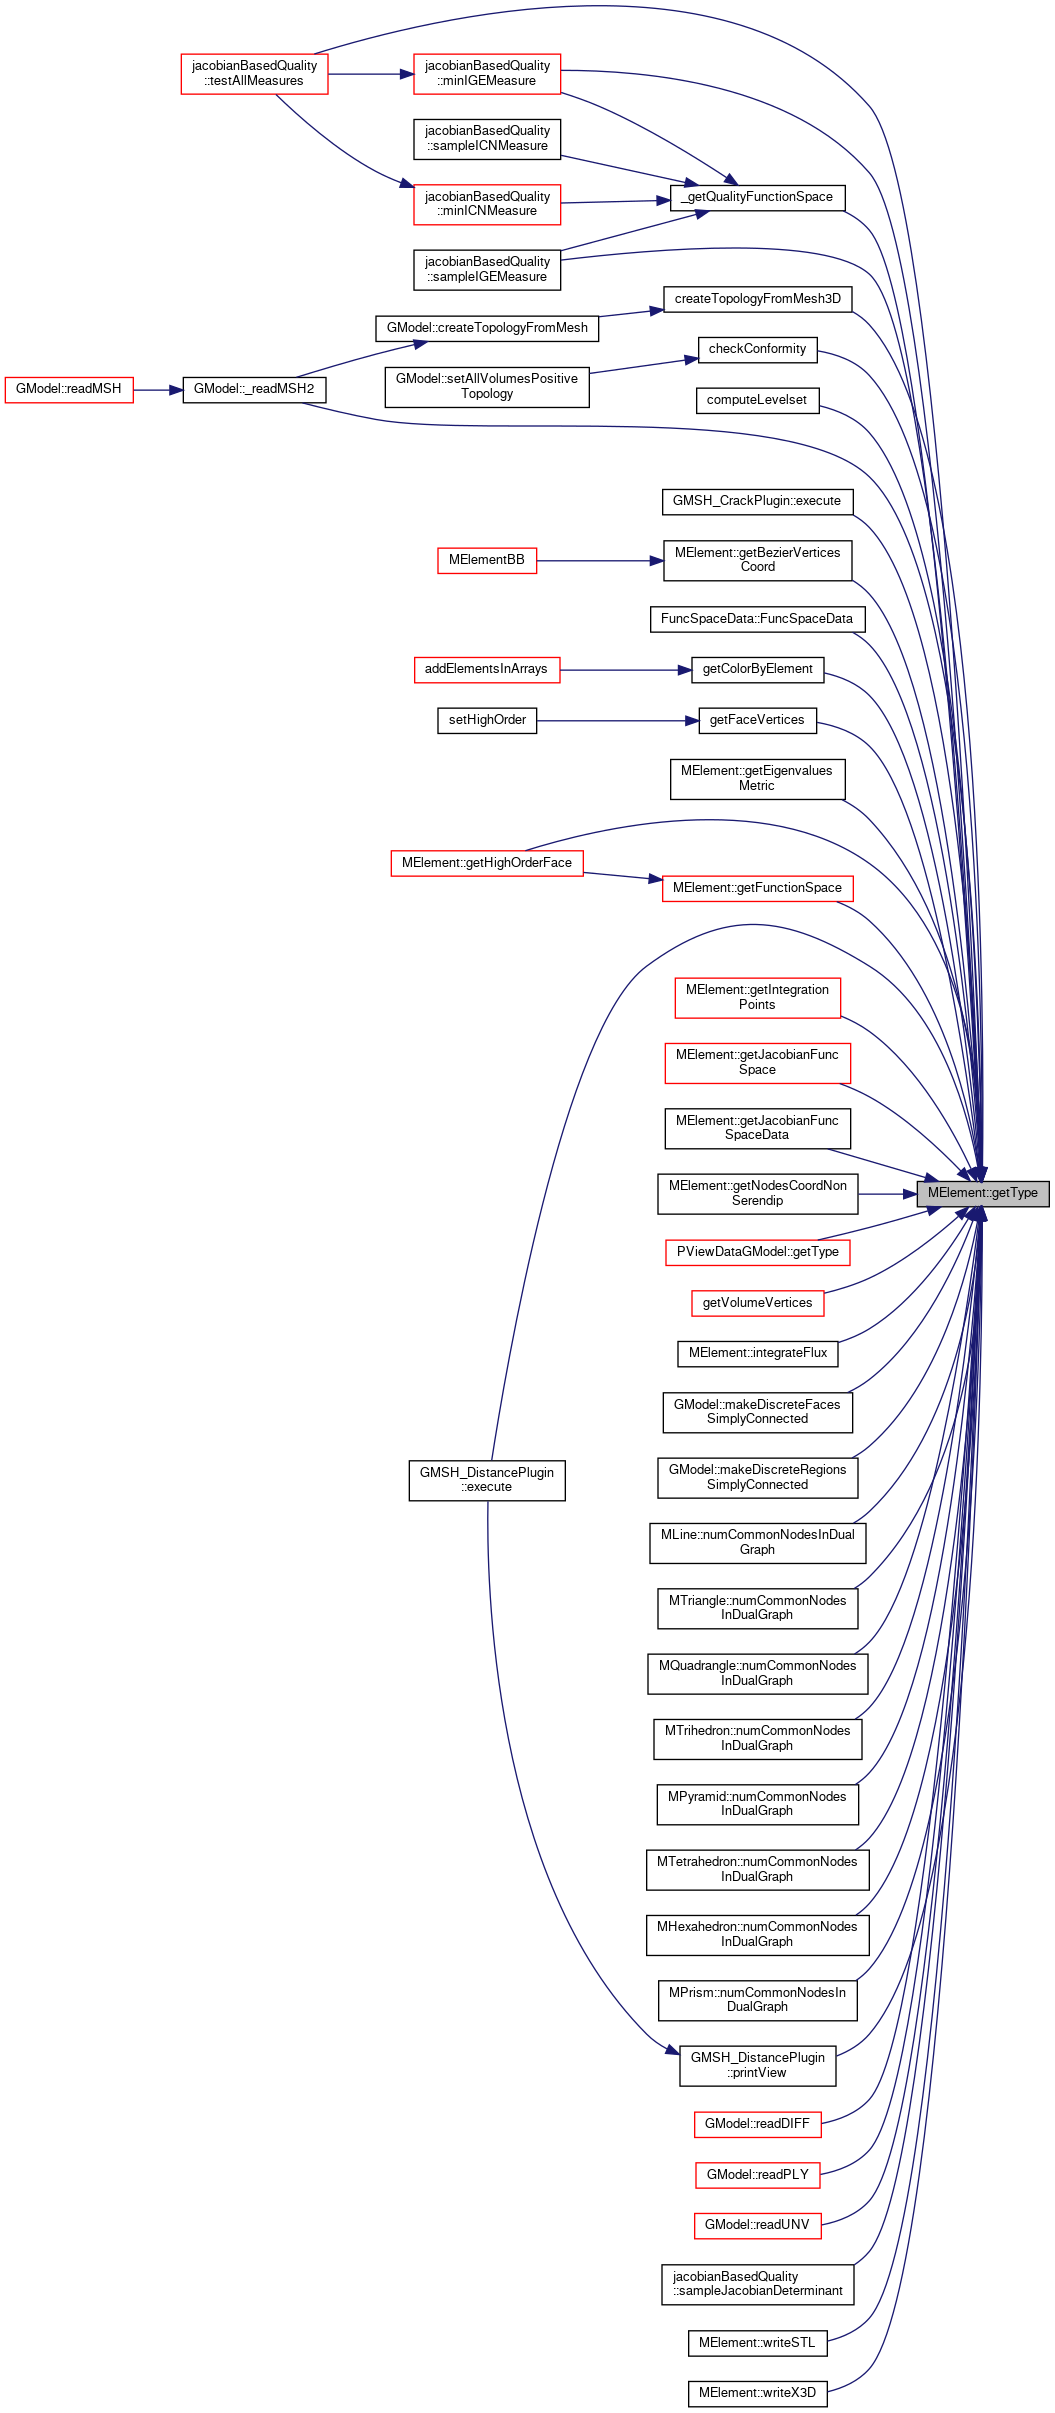 jacobianBasedQuality
::testAllMeasures
jacobianBasedQuality
::minIGEMeasure
jacobianBasedQuality
::sampleICNMeasure
jacobianBasedQuality
::minICNMeasure
_getQualityFunctionSpace
jacobianBasedQuality
::sampleIGEMeasure
createTopologyFromMesh3D
GModel::createTopologyFromMesh
checkConformity
GModel::readMSH
GModel::_readMSH2
GModel::setAllVolumesPositive
Topology
computeLevelset
GMSH_CrackPlugin::execute
MElementBB
MElement::getBezierVertices
Coord
FuncSpaceData::FuncSpaceData
addElementsInArrays
getColorByElement
setHighOrder
getFaceVertices
MElement::getEigenvalues
Metric
MElement::getHighOrderFace
MElement::getFunctionSpace
MElement::getIntegration
Points
MElement::getJacobianFunc
Space
MElement::getJacobianFunc
SpaceData
MElement::getNodesCoordNon
Serendip
MElement::getType
PViewDataGModel::getType
getVolumeVertices
MElement::integrateFlux
GModel::makeDiscreteFaces
SimplyConnected
GModel::makeDiscreteRegions
SimplyConnected
GMSH_DistancePlugin
::execute
MLine::numCommonNodesInDual
Graph
MTriangle::numCommonNodes
InDualGraph
MQuadrangle::numCommonNodes
InDualGraph
MTrihedron::numCommonNodes
InDualGraph
MPyramid::numCommonNodes
InDualGraph
MTetrahedron::numCommonNodes
InDualGraph
MHexahedron::numCommonNodes
InDualGraph
MPrism::numCommonNodesIn
DualGraph
GMSH_DistancePlugin
::printView
GModel::readDIFF
GModel::readPLY
GModel::readUNV
jacobianBasedQuality
::sampleJacobianDeterminant
MElement::writeSTL
MElement::writeX3D